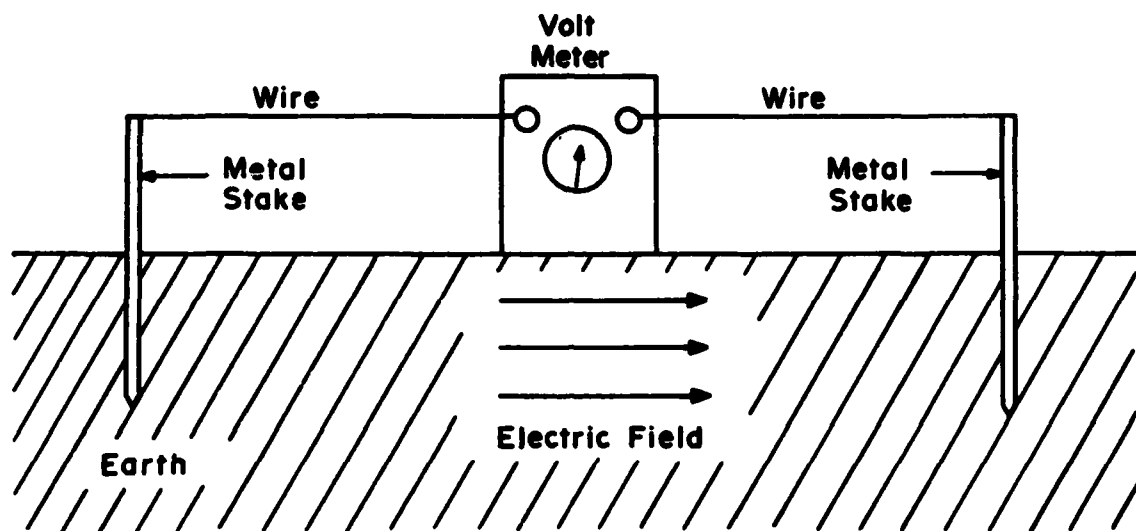 Volt
Meter
Wire
Wire
Metal
Stake
Metal
Stake
Electric Field
Earth